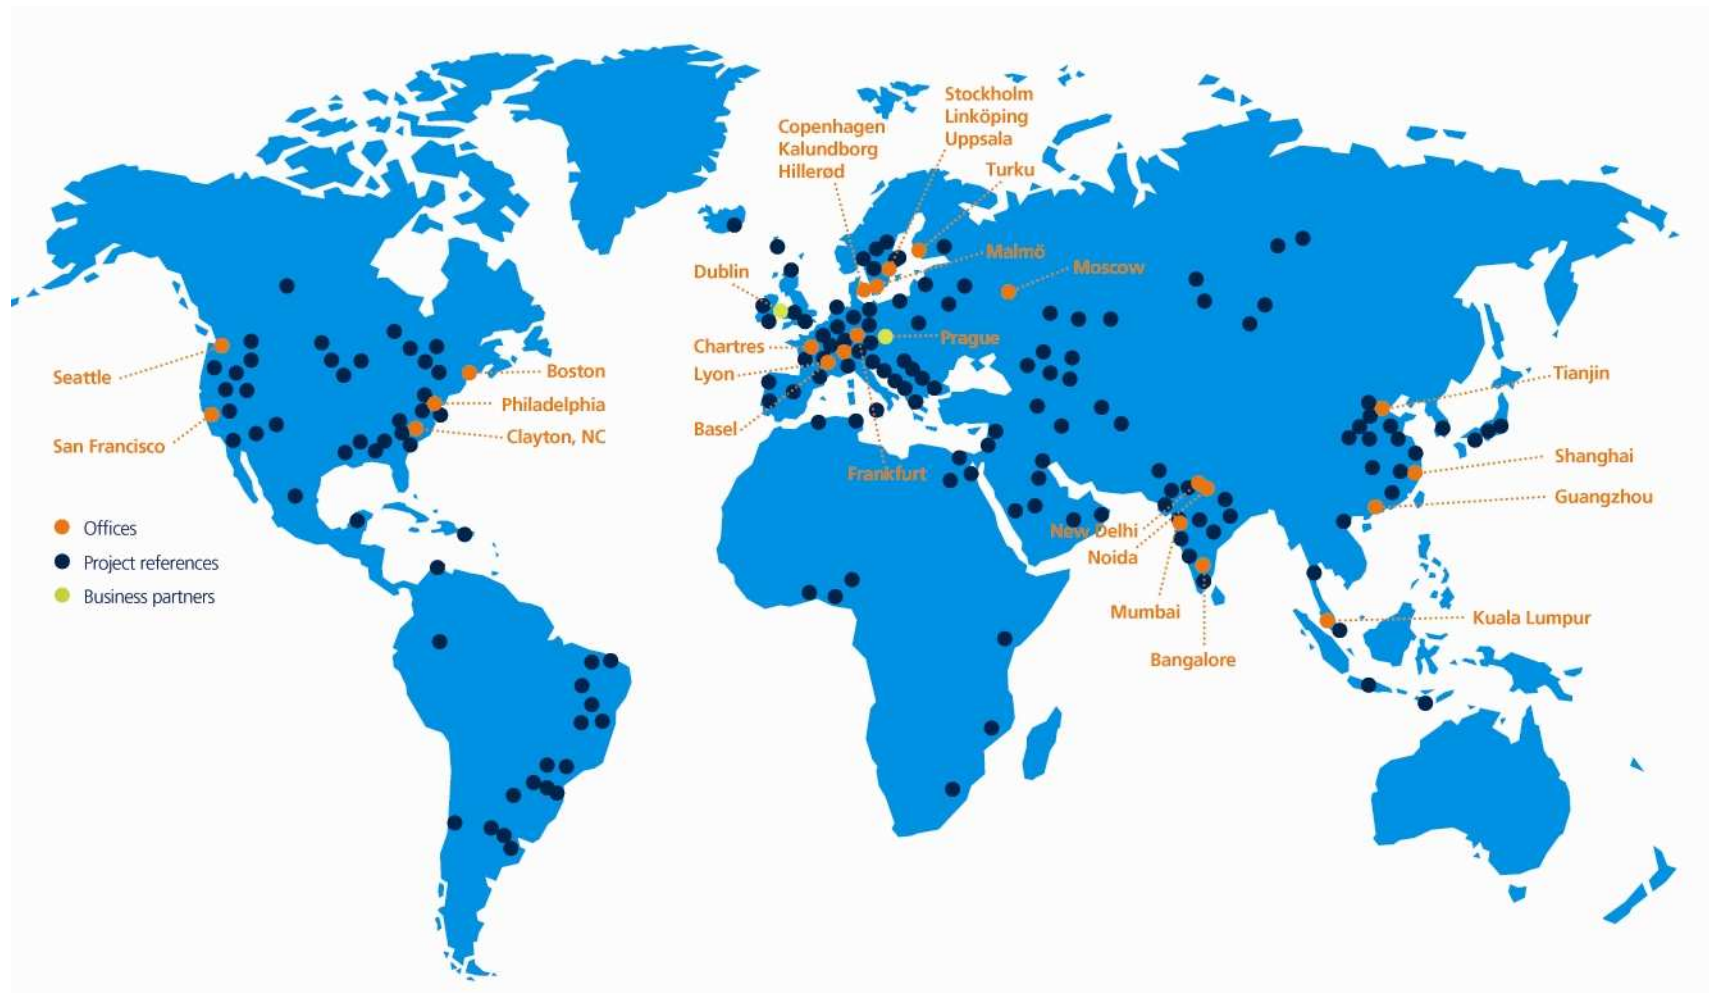 Stockholm
Linköping
Uppsala
Copenhagen
Kalundborg
Hillerød
Turku
Malmö
Moscow
Dublin
Chartres
Prague
Lyon
Basel
Frankfurt
Seattle
San Francisco
Boston
Philadelphia
Clayton, NC
Tianjin
Shanghai
Guangzhou
New Delhi
Noida
Mumbai
Bangalore
Kuala Lumpur
Offices
Project references
Business partners